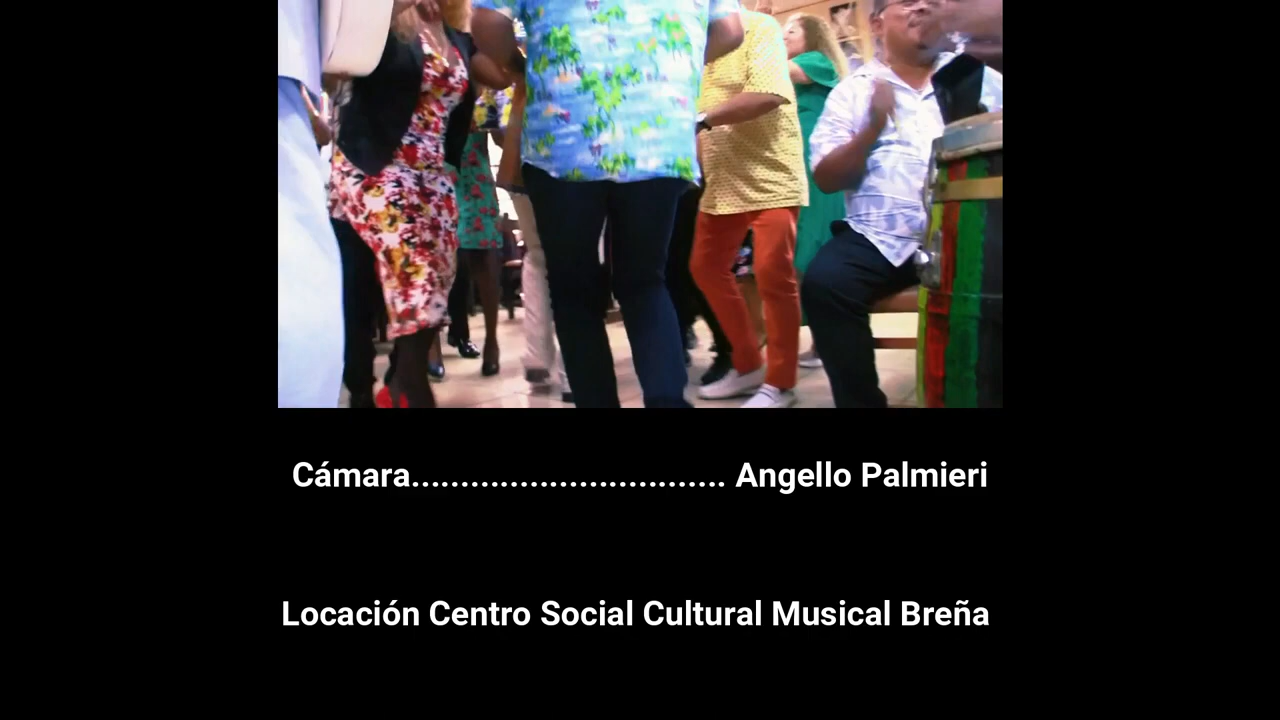 Cámara................................ Angello Palmieri
Locación Centro Social Cultural Musical Breña